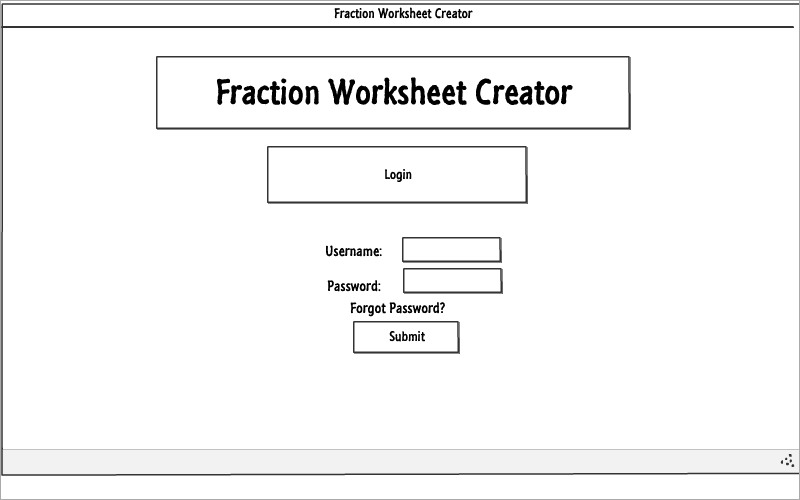 Fraction Worksheet Creator
Fraction Worksheet Creator
Login
Username:
Password:
Forgot Password?
Submit